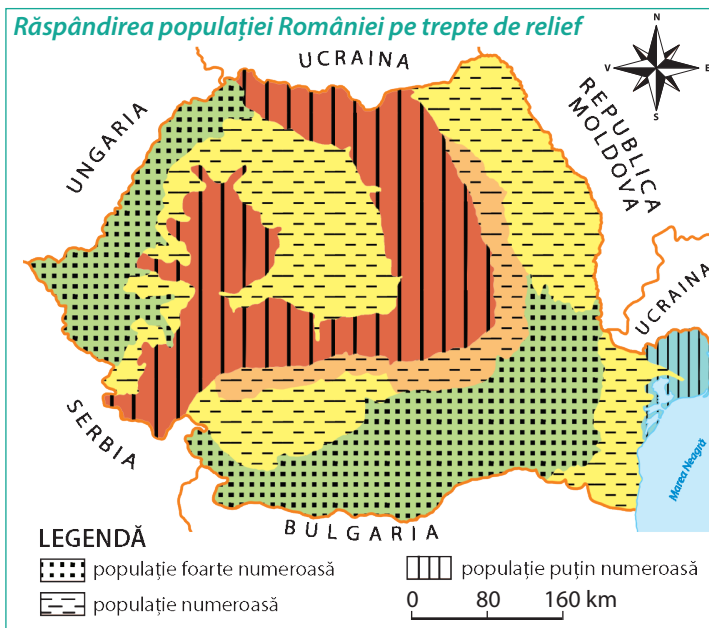 Răspândirea populației României pe trepte de relief
UCRAINA
N
V
E
S
UNGARIA
REPUBLICA
MOLDOVA
UCRAINA
SERBIA
Marea Neagră
BULGARIA
LEGENDĂ
populație foarte numeroasă
populație puțin numeroasă
populație numeroasă
0 80 160 km